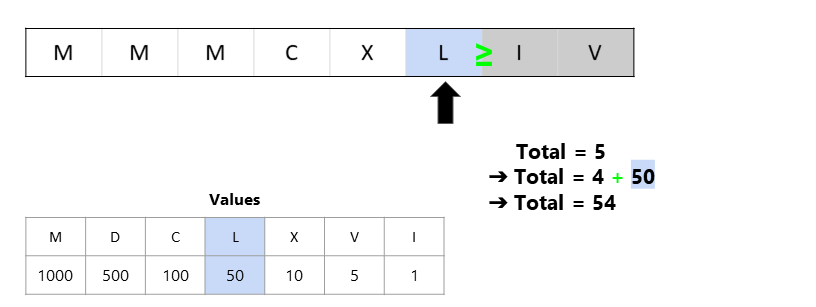 M M M C X L ≥ I V
Total = 5
➔ Total = 4 + 50
➔ Total = 54
Values
M D C L X V I
1000 500 100 50 10 5 1